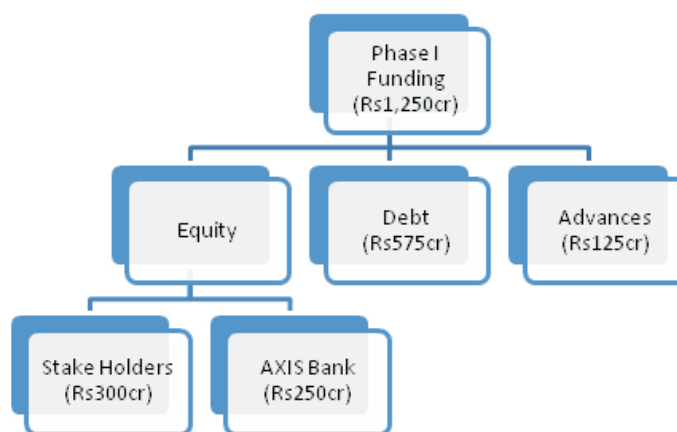 Phase I
Funding
(Rs1,250cr)
Equity
Debt
(Rs575cr)
Advances
(Rs125cr)
Stake Holders
(Rs300cr)
AXIS Bank
(Rs250cr)